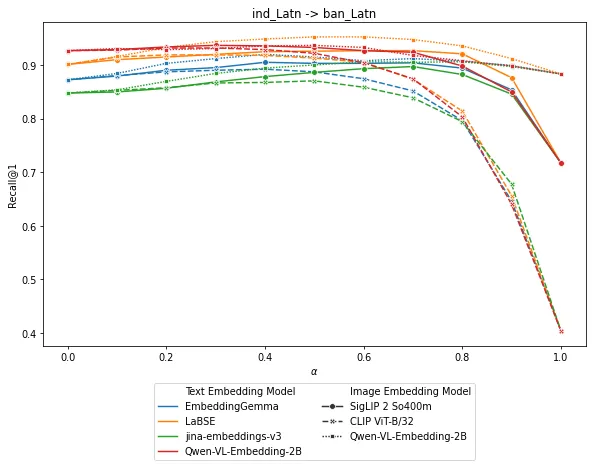 ind_Latn -> ban_Latn
Recall@1
0.9
0.8
0.7
0.6
0.5
0.4
0.0
0.2
0.4
0.6
0.8
1.0
α
Text Embedding Model
EmbeddingGemma
LaBSE
jina-embeddings-v3
Qwen-VL-Embedding-2B
Image Embedding Model
SigLIP 2 So400m
CLIP ViT-B/32
Qwen-VL-Embedding-2B